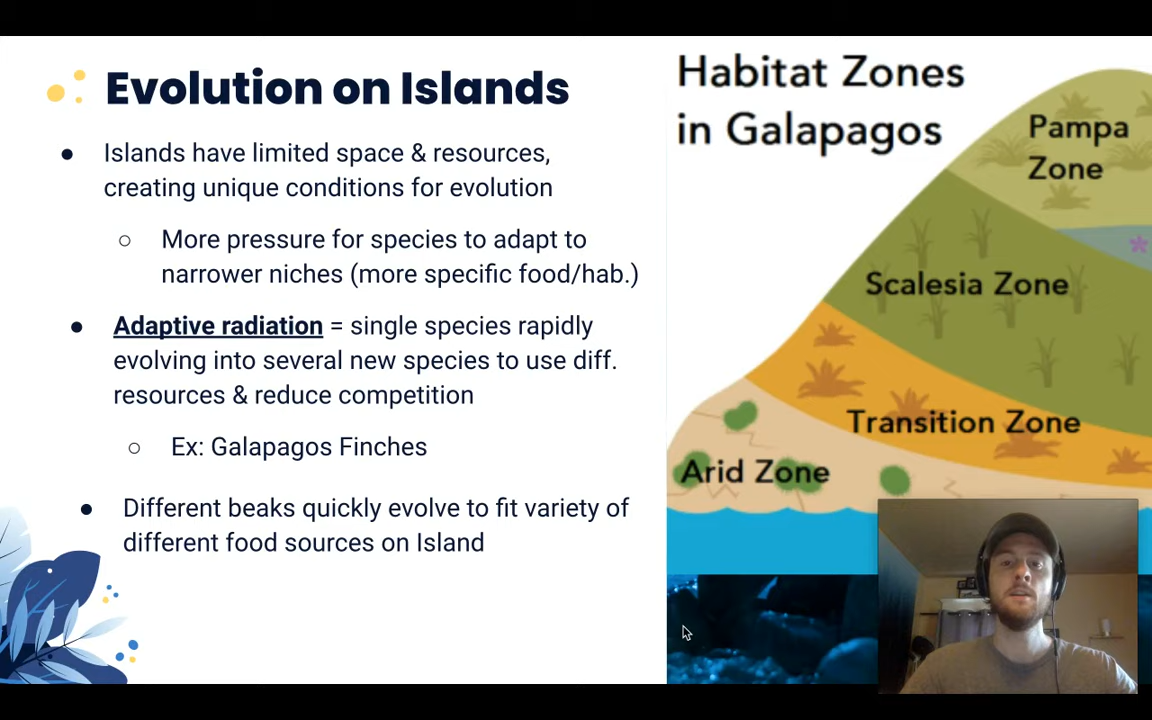 Evolution on Islands
● Islands have limited space & resources,
creating unique conditions for evolution
○ More pressure for species to adapt to
narrower niches (more specific food/hab.)
● Adaptive radiation = single species rapidly
evolving into several new species to use diff.
resources & reduce competition
○ Ex: Galapagos Finches
● Different beaks quickly evolve to fit variety of
different food sources on Island
Habitat Zones
in Galapagos
Pampa
Zone
Scalesia Zone
Transition Zone
Arid Zone